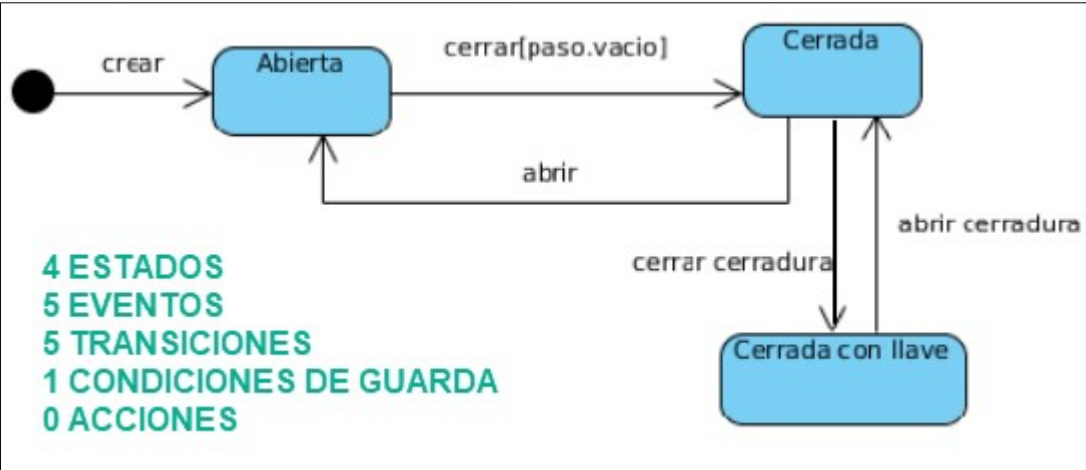 crear
Abierta
cerrar[paso.vacio]
Cerrada
abrir
abrir cerradura
cerrar cerradura
Cerrada con llave
4 ESTADOS
5 EVENTOS
5 TRANSICIONES
1 CONDICIONES DE GUARDA
0 ACCIONES